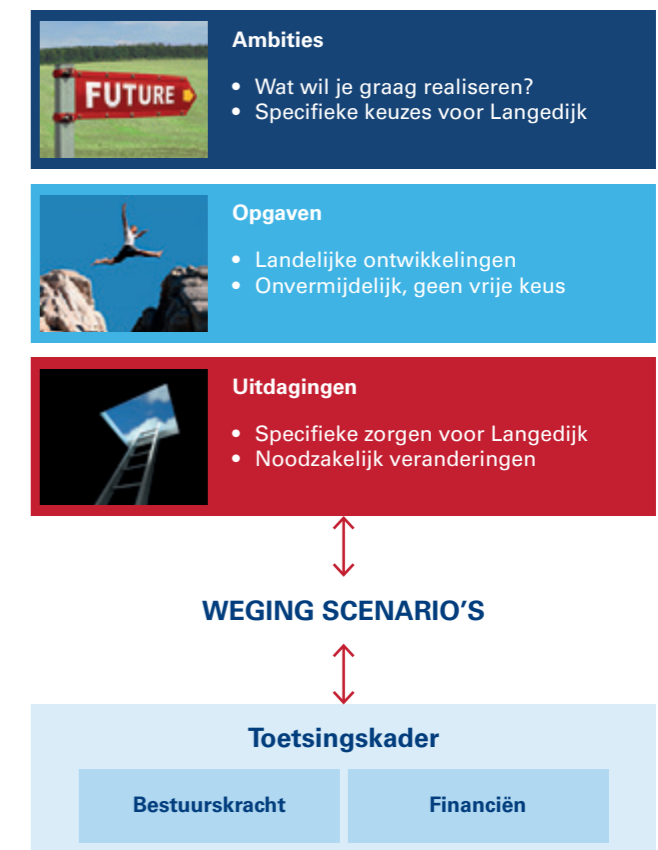 Ambities
FUTURE
• Wat wil je graag realiseren?
• Specifieke keuzes voor Langedijk
Opgaven
• Landelijke ontwikkelingen
• Onvermijdelijk, geen vrije keus
Uitdagingen
• Specifieke zorgen voor Langedijk
• Noodzakelijk veranderingen
WEGING SCENARIO'S
Toetsingskader
Bestuurskracht
Financiën